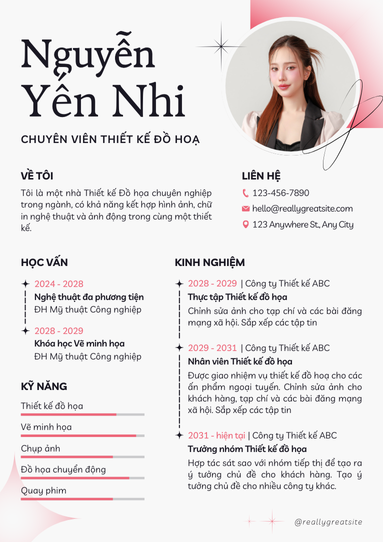 Nguyễn
Yến Nhi
CHUYÊN VIÊN THIẾT KẾ ĐỒ HOẠ
VỀ TÔI
Tôi là một nhà Thiết kế Đồ họa chuyên nghiệp
trong ngành, có khá năng kết hợp hình ảnh, chữ
in nghệ thuật và ảnh động trong cùng một thiết
kế.
LIÊN HỆ
123-456-7890
hello@reallygreatsite.com
123 Anywhere St., Any City
HỌC VẤN
2024 - 2028
Nghệ thuật đa phương tiện
ĐH Mỹ thuật Công nghiệp
2028 - 2029
Khóa học Vẽ minh họa
ĐH Mỹ thuật Công nghiệp
KỸ NĂNG
Thiết kế đồ họa
Vẽ minh họa
Chụp ảnh
Đồ họa chuyển động
Quay phim
KINH NGHIỆM
2028 - 2029 | Công ty Thiết kế ABC
Thực tập Thiết kế đồ họa
Chỉnh sửa ảnh cho tạp chí và các bài đăng
mạng xã hội. Sắp xếp các tập tin
2029 - 2031 | Công ty Thiết kế ABC
Nhân viên Thiết kế đồ họa
Được giao nhiệm vụ thiết kế đồ hoạ cho các
ấn phẩm ngoại tuyến. Chỉnh sửa ảnh cho
khách hàng, tạp chí và các bài đăng mạng
xã hội. Sắp xếp các tập tin
2031 - hiện tại | Công ty Thiết kế ABC
Trưởng nhóm Thiết kế đồ họa
Hợp tác sát sao với nhóm tiếp thị để tạo ra
ý tưởng chủ đề cho khách hàng. Tạo ý
tưởng chủ đề cho nhiều công ty khác.
@reallygreatsite